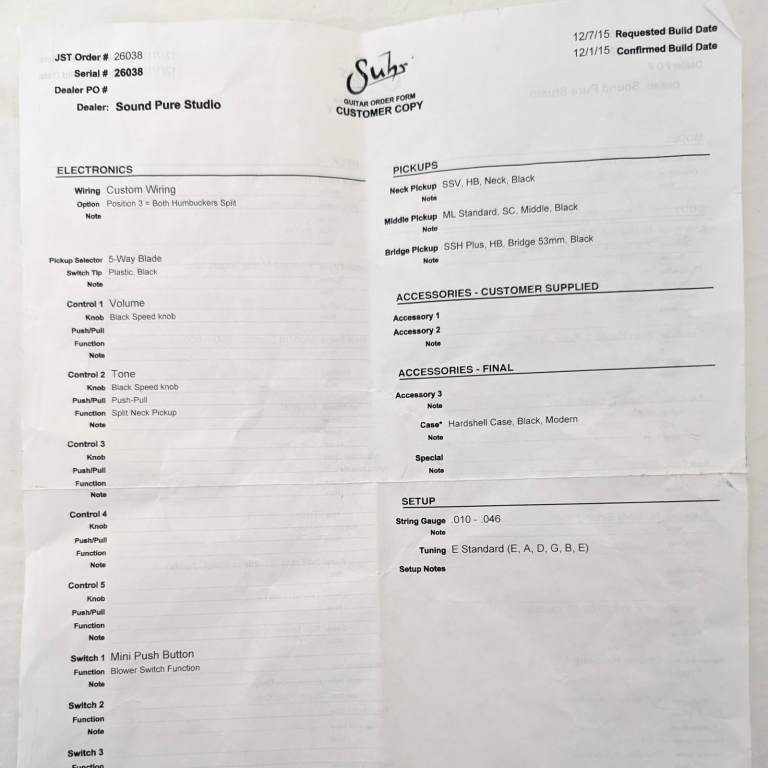 JST Order # 26038
Serial # 26038
Dealer PO #
Dealer: Sound Pure Studio
Suhr
GUITAR ORDER FORM
CUSTOMER COPY
12/7/15 Requested Build Date
12/1/15 Confirmed Build Date
ELECTRONICS
Wiring Custom Wiring
Option Position 3 = Both Humbuckers Split
Note
Pickup Selector 5-Way Blade
Switch Tip Plastic, Black
Note
Control 1 Volume
Knob Black Speed knob
Push/Pull
Function
Note
Control 2 Tone
Knob Black Speed knob
Push/Pull Push-Pull
Function Split Neck Pickup
Note
Control 3
Knob
Push/Pull
Function
Note
Control 4
Knob
Push/Pull
Function
Note
Control 5
Knob
Push/Pull
Function
Note
Switch 1 Mini Push Button
Function Blower Switch Function
Note
Switch 2
Function
Note
Switch 3
Function
PICKUPS
Neck Pickup SSV, HB, Neck, Black
Note
Middle Pickup ML Standard, SC, Middle, Black
Note
Bridge Pickup SSH Plus, HB, Bridge 53mm, Black
Note
ACCESSORIES - CUSTOMER SUPPLIED
Accessory 1
Accessory 2
Note
ACCESSORIES - FINAL
Accessory 3
Note
Case* Hardshell Case, Black, Modern
Note
Special
Note
SETUP
String Gauge .010 - .046
Note
Tuning E Standard (E, A, D, G, B, E)
Setup Notes